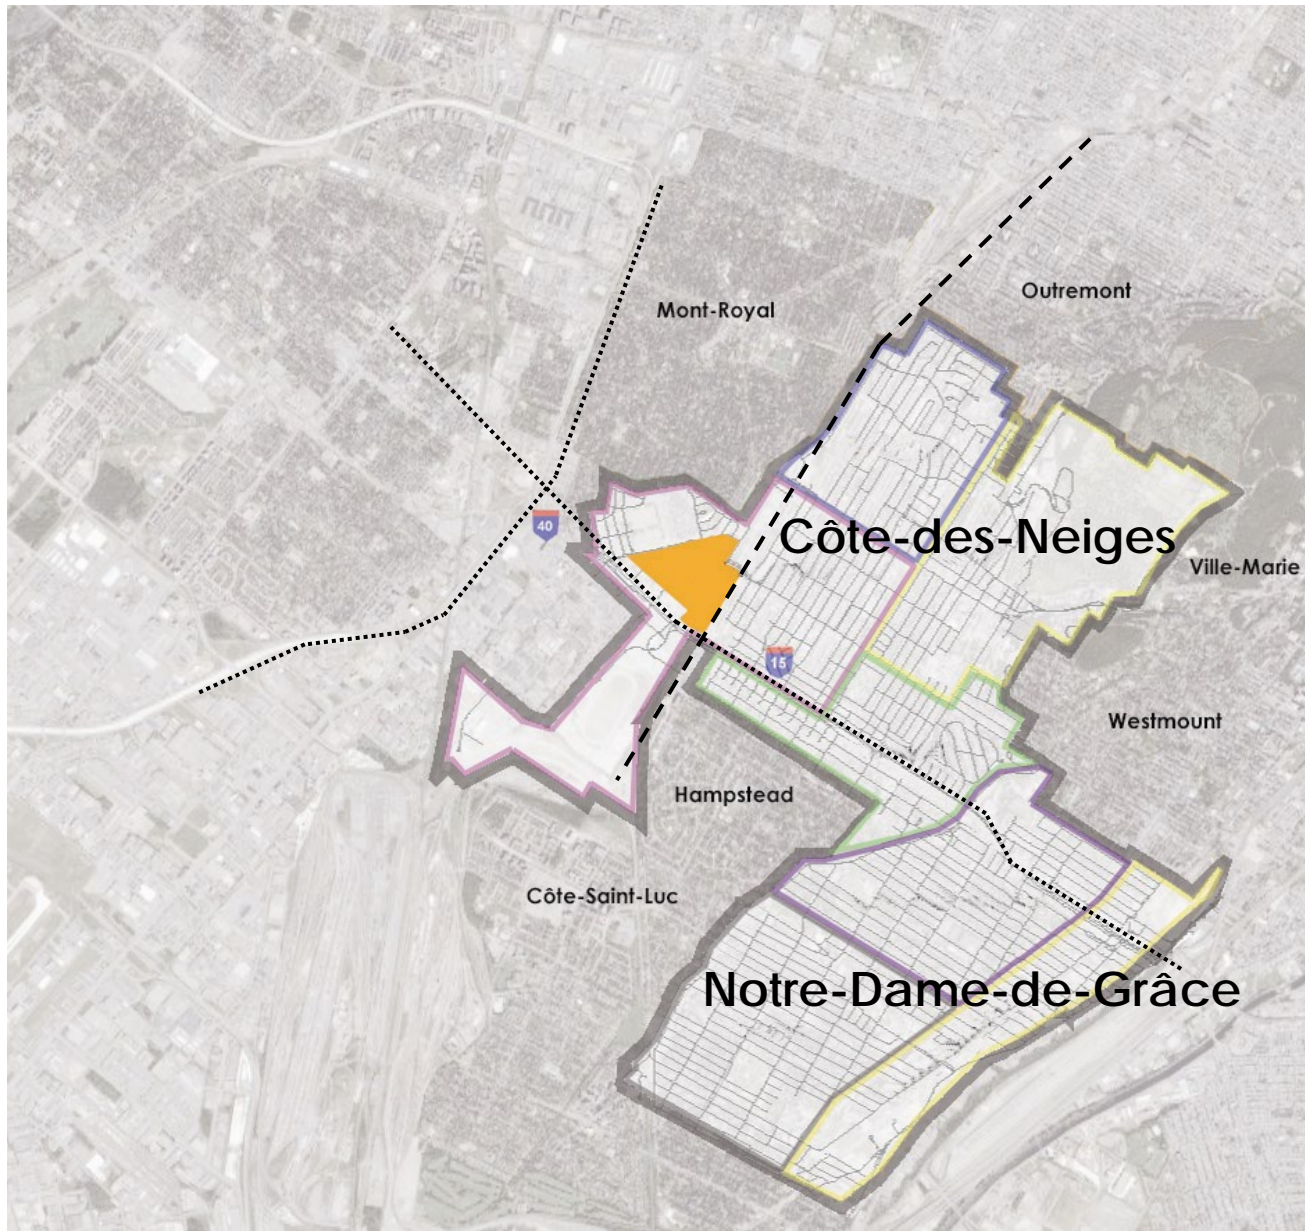 Outremont
Mont-Royal
40
Côte-des-Neiges
Ville-Marie
15
Westmount
Hampstead
Côte-Saint-Luc
Notre-Dame-de-Grâce